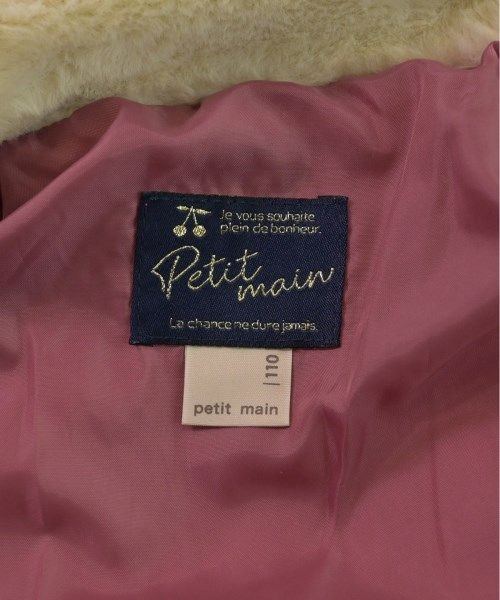 Je vous souhaite
plein de bonheur.
Petit
main
La chance ne dure jamais.
110
petit main